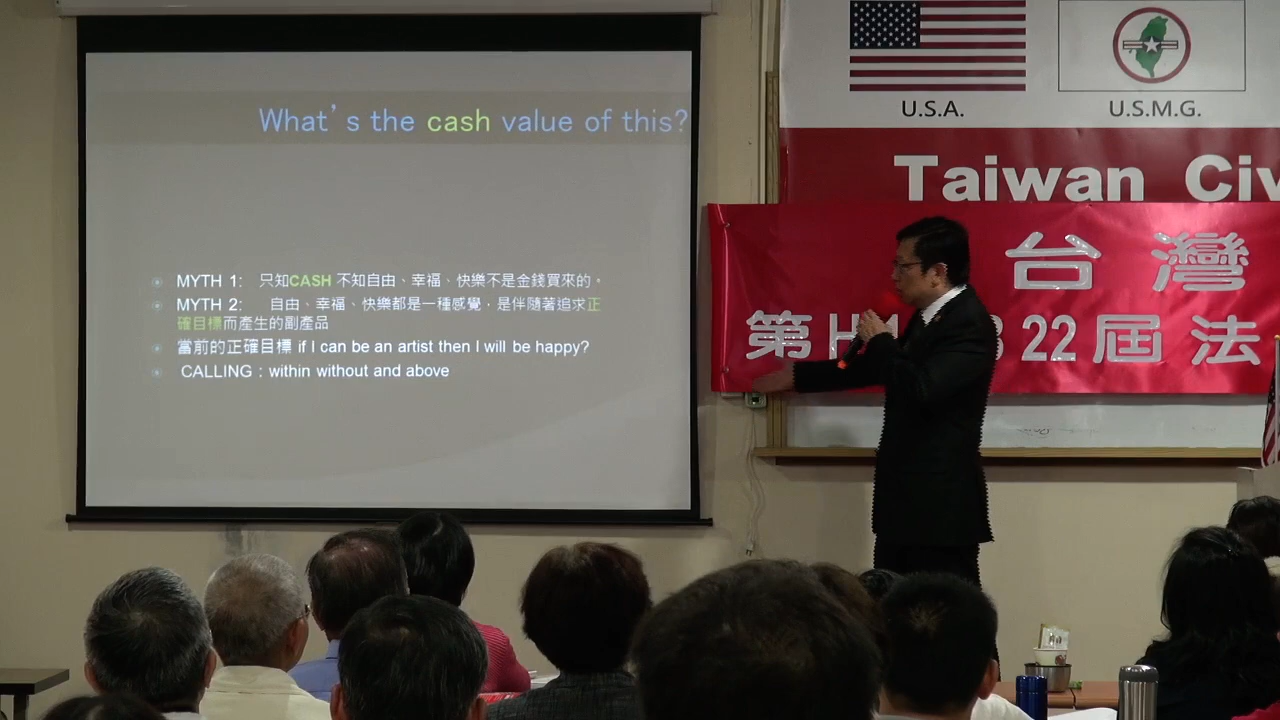 What's the cash value of this?
MYTH 1: 只知CASH 不知自由、幸福、快樂不是金錢買來的。
MYTH 2: 自由、幸福、快樂都是一種感覺，是伴隨著追求正
確目標而產生的副產品
當前的正確目標 if I can be an artist then I will be happy?
CALLING : within without and above
U.S.A. U.S.M.G.
Taiwan Civ
台灣
第 22屆法